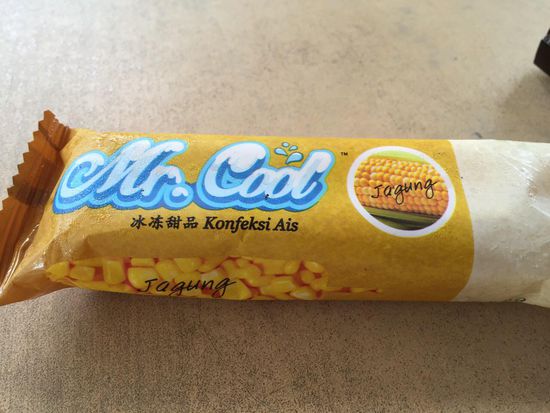 Mr. Cool ™
Jagung
冰冻甜品 Konfeksi Ais
Jagung